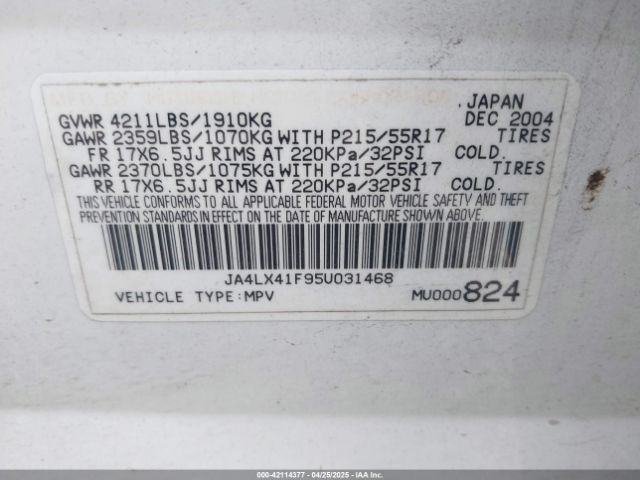 JAPAN
GVWR 4211LBS/1910KG DEC 2004
GAWR 2359LBS/1070KG WITH P215/55R17 TIRES
FR 17X6.5JJ RIMS AT 220KPa/32PSI COLD.
GAWR 2370LBS/1075KG WITH P215/55R17 TIRES
RR 17X6.5JJ RIMS AT 220KPa/32PSI COLD.
THIS VEHICLE CONFORMS TO ALL APPLICABLE FEDERAL MOTOR VEHICLE SAFETY AND THEFT
PREVENTION STANDARDS IN EFFECT ON THE DATE OF MANUFACTURE SHOWN ABOVE.
JA4LX41F95U031468
VEHICLE TYPE:MPV MU000824
000-42114377 - 04/25/2025 - IAAI.COM